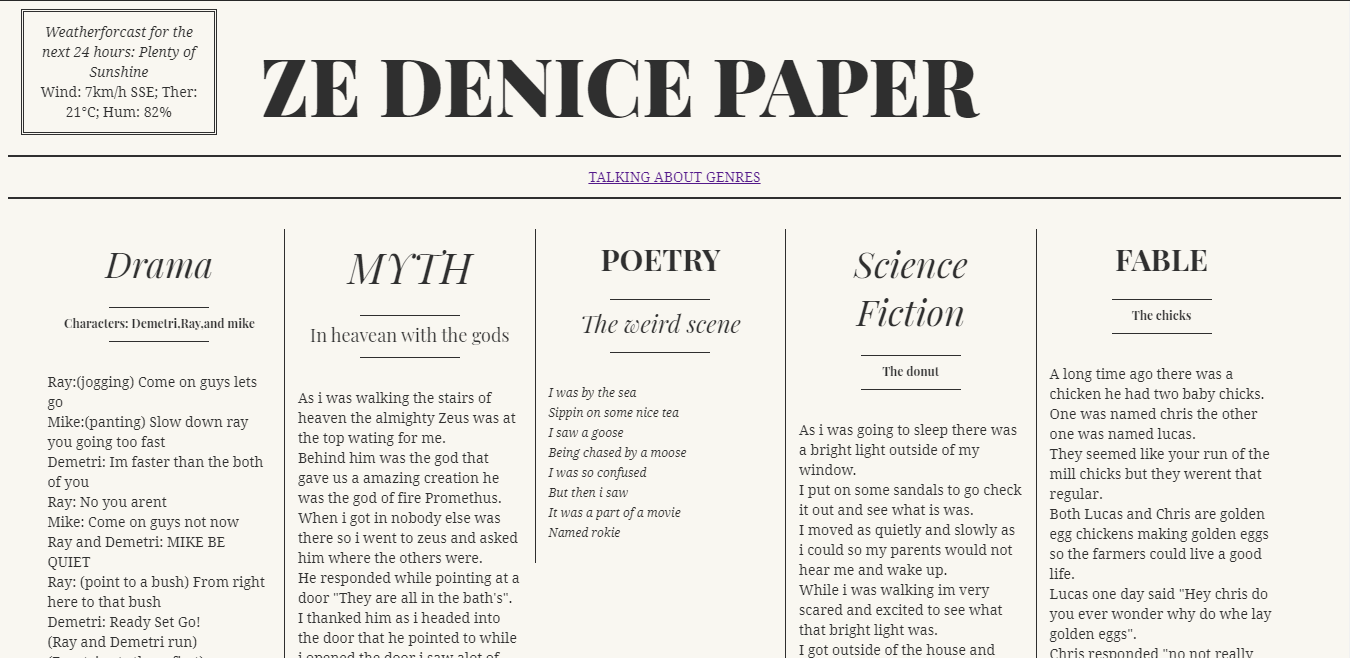 Weatherforcast for the
next 24 hours: Plenty of
Sunshine
Wind: 7km/h SSE; Ther:
21°C; Hum: 82%
ZE DENICE PAPER
TALKING ABOUT GENRES
Drama
Characters: Demetri,Ray,and mike
Ray:(jogging) Come on guys lets
go
Mike:(panting) Slow down ray
you going too fast
Demetri: Im faster than the both
of you
Ray: No you arent
Mike: Come on guys not now
Ray and Demetri: MIKE BE
QUIET
Ray: (point to a bush) From right
here to that bush
Demetri: Ready Set Go!
(Ray and Demetri run)
MYTH
In heavean with the gods
As i was walking the stairs of
heaven the almighty Zeus was at
the top wating for me.
Behind him was the god that
gave us a amazing creation he
was the god of fire Promethus.
When i got in nobody else was
there so i went to zeus and asked
him where the others were.
He responded while pointing at a
door "They are all in the bath's".
I thanked him as i headed into
the door that he pointed to while
i opened the door i saw alot of
POETRY
The weird scene
I was by the sea
Sippin on some nice tea
I saw a goose
Being chased by a moose
I was so confused
But then i saw
It was a part of a movie
Named rokie
Science
Fiction
The donut
As i was going to sleep there was
a bright light outside of my
window.
I put on some sandals to go check
it out and see what is was.
I moved as quietly and slowly as
i could so my parents would not
hear me and wake up.
While i was walking im very
scared and excited to see what
that bright light was.
I got outside of the house and
FABLE
The chicks
A long time ago there was a
chicken he had two baby chicks.
One was named chris the other
one was named lucas.
They seemed like your run of the
mill chicks but they werent that
regular.
Both Lucas and Chris are golden
egg chickens making golden eggs
so the farmers could live a good
life.
Lucas one day said "Hey chris do
you ever wonder why do whe lay
golden eggs".
Chris responded "no not really